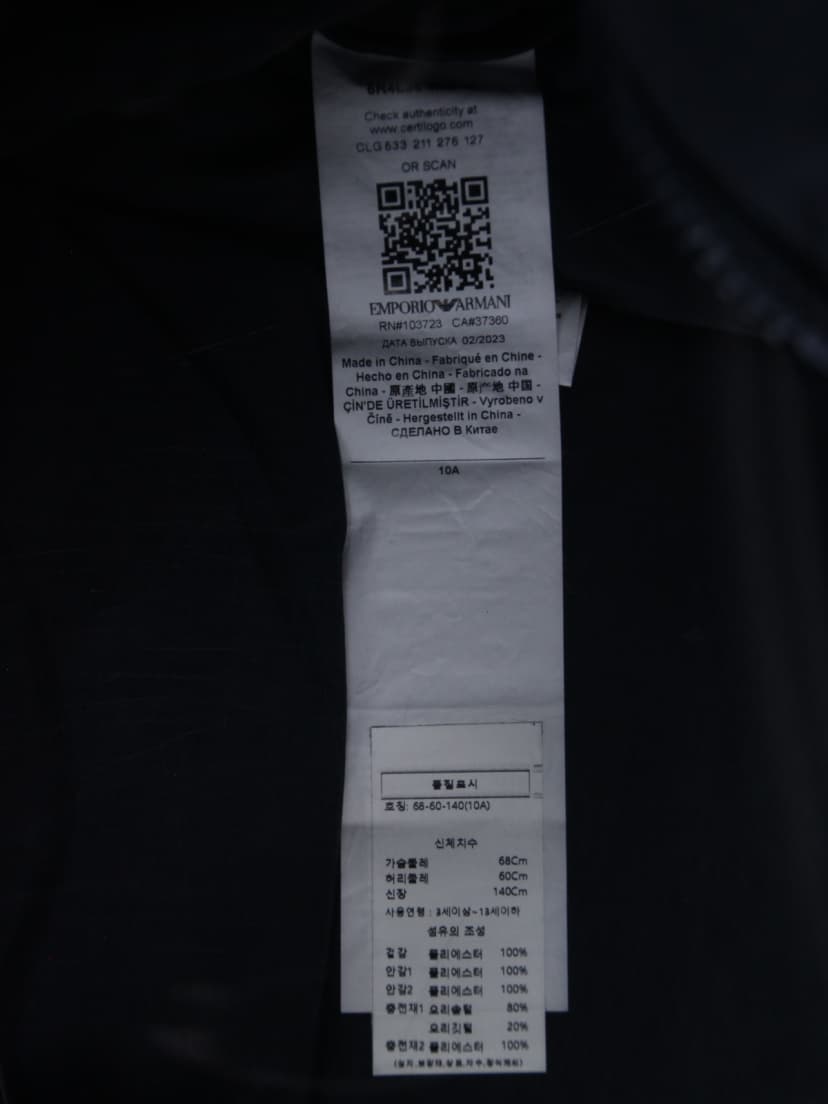 Check authenticity at
www.certilogo.com
CLG 533 211 276 127
OR SCAN
EMPORIO ARMANI
RN#103723 CA#37360
ДАТА ВЫПУСКА 02/2023
Made in China - Fabriqué en Chine -
Hecho en China - Fabricado na
China - 原產地 中國 - 原产地 中国 -
ÇİN'DE ÜRETİLMİŞTİR - Vyrobeno v
Číně - Hergestellt in China -
СДЕЛАНО В Китае
10A
품질표시
호칭: 68-60-140(10A)
신체치수
가슴둘레 68Cm
허리둘레 60Cm
신장 140Cm
사용연령 : 3세이상~13세이하
섬유의 조성
겉감 폴리에스터 100%
안감1 폴리에스터 100%
안감2 폴리에스터 100%
충전재1 오리솜털 80%
오리깃털 20%
충전재2 폴리에스터 100%